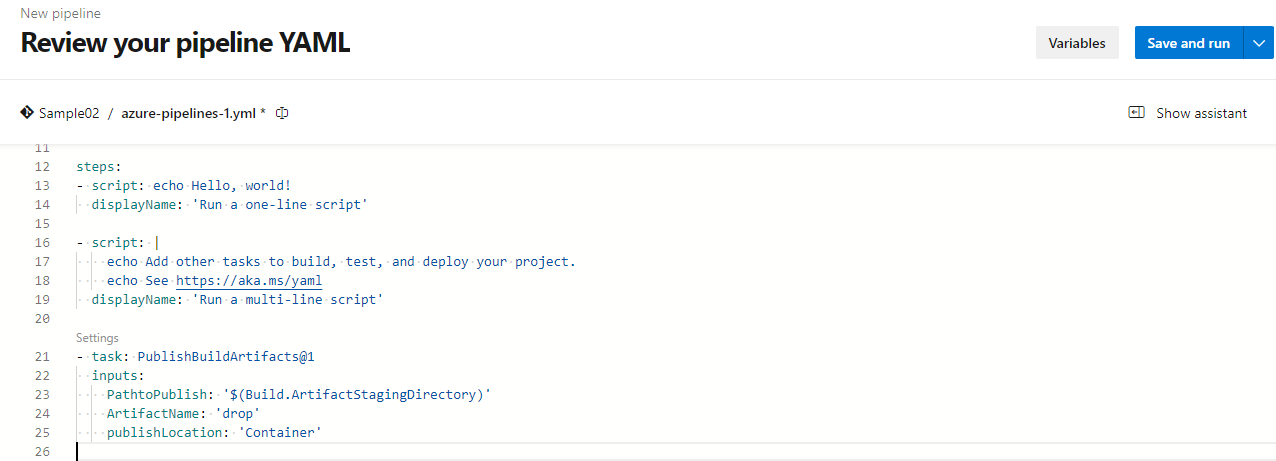 New pipeline
Review your pipeline YAML
Variables
Save and run
Sample02 / azure-pipelines-1.yml *
Show assistant
11
12 steps:
13 - script: echo Hello, world!
14   displayName: 'Run a one-line script'
15
16 - script: |
17     echo Add other tasks to build, test, and deploy your project.
18     echo See https://aka.ms/yaml
19   displayName: 'Run a multi-line script'
20
Settings
21 - task: PublishBuildArtifacts@1
22   inputs:
23     PathtoPublish: '$(Build.ArtifactStagingDirectory)'
24     ArtifactName: 'drop'
25     publishLocation: 'Container'
26